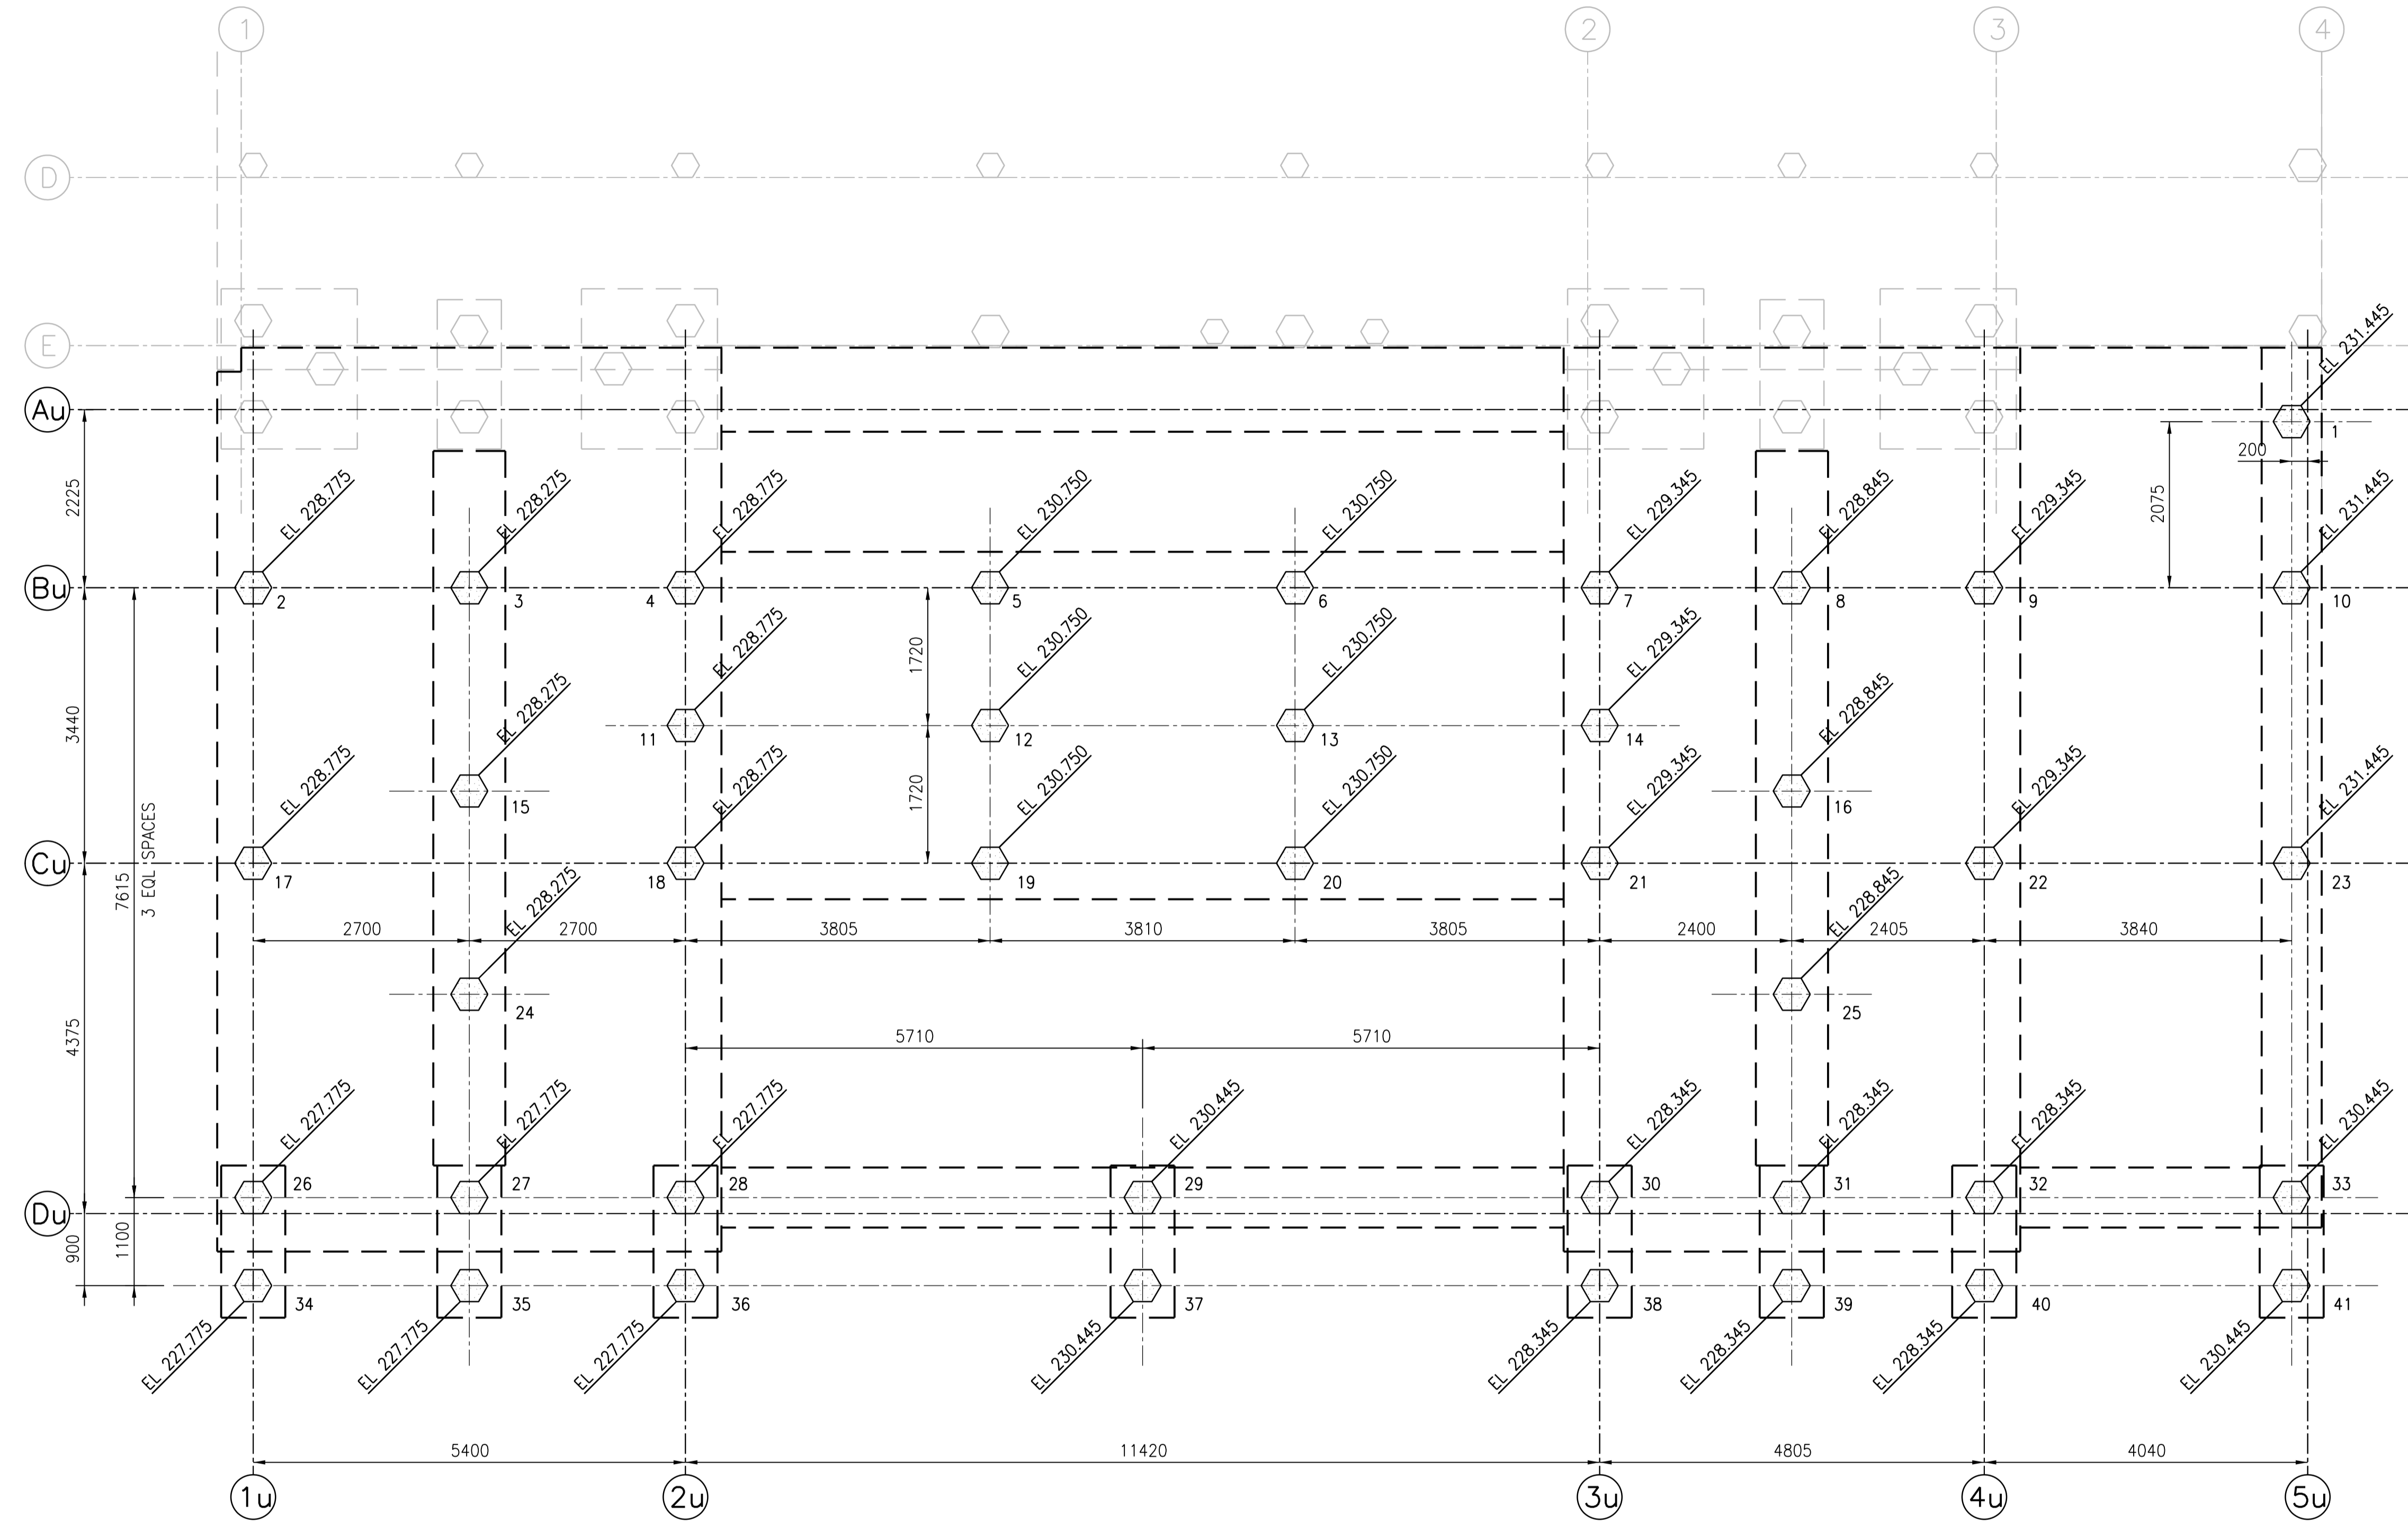 1
2
3
4
D
E
EL 231.445
Au
1
200
2225
2075
EL 228.775
EL 228.275
EL 228.775
EL 230.750
EL 230.750
EL 229.345
EL 228.845
EL 229.345
EL 231.445
Bu
2
3
4
5
6
7
8
9
10
EL 228.775
EL 230.750
EL 230.750
EL 229.345
1720
3440
EL 228.275
EL 228.845
11
12
13
14
EL 228.775
EL 228.775
EL 230.750
EL 230.750
EL 229.345
EL 229.345
EL 231.445
1720
15
16
Cu
17
18
19
20
21
22
23
7615
3 EQL SPACES
EL 228.275
EL 228.845
2700
2700
3805
3810
3805
2400
2405
3840
24
25
4375
5710
5710
EL 227.775
EL 227.775
EL 227.775
EL 230.445
EL 228.345
EL 228.345
EL 228.345
EL 230.445
26
27
28
29
30
31
32
33
Du
900
1100
34
35
36
37
38
39
40
41
EL 227.775
EL 227.775
EL 227.775
EL 230.445
EL 228.345
EL 228.345
EL 228.345
EL 230.445
5400
11420
4805
4040
1u
2u
3u
4u
5u